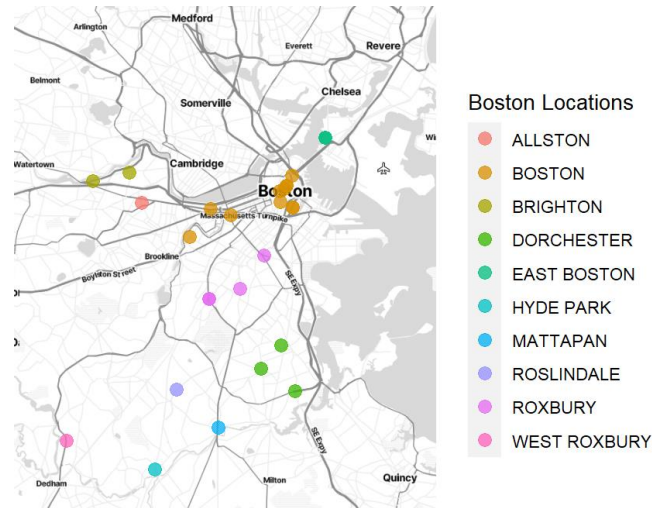 Medford
Arlington
Everett
Revere
Belmont
Chelsea
Somerville
Watertown
Cambridge
Boston
Massachusetts Turnpike
Brookline
Boylston Street
SE Expy
SE Expy
Dedham
Milton
Quincy
Boston Locations
ALLSTON
BOSTON
BRIGHTON
DORCHESTER
EAST BOSTON
HYDE PARK
MATTAPAN
ROSLINDALE
ROXBURY
WEST ROXBURY